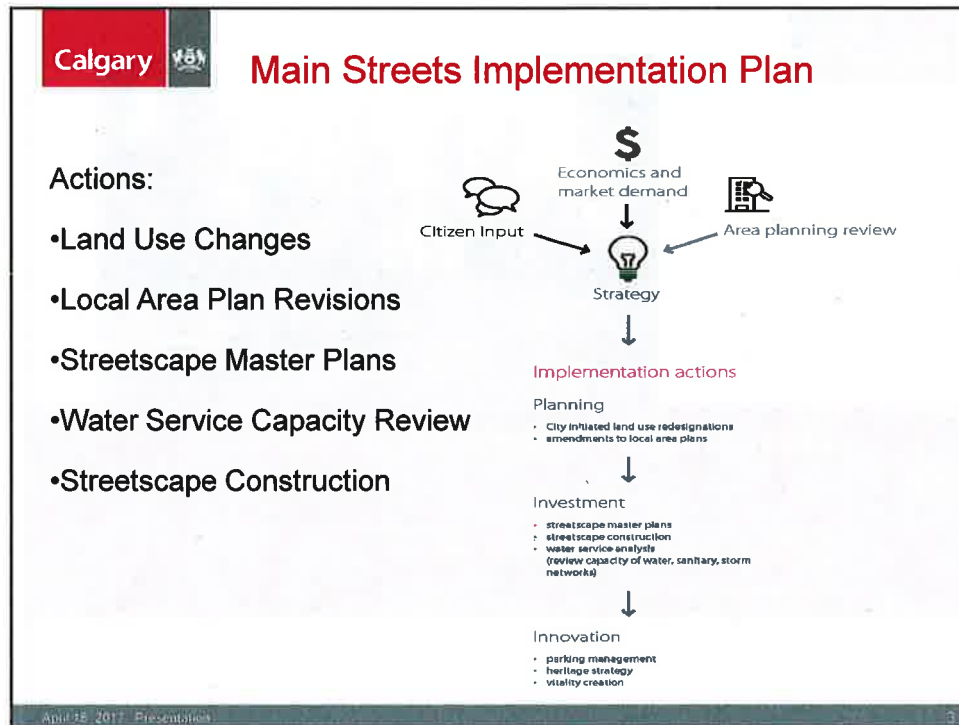 Calgary
Main Streets Implementation Plan
Actions:
•Land Use Changes
•Local Area Plan Revisions
•Streetscape Master Plans
•Water Service Capacity Review
•Streetscape Construction
$
Economics and
market demand
Citizen Input
Area planning review
Strategy
Implementation actions
Planning
• City initiated land use redesignations
• amendments to local area plans
Investment
• streetscape master plans
• streetscape construction
• water service analysis
(review capacity of water, sanitary, storm
networks)
Innovation
• parking management
• heritage strategy
• vitality creation
April 18, 2017 Presentation
3